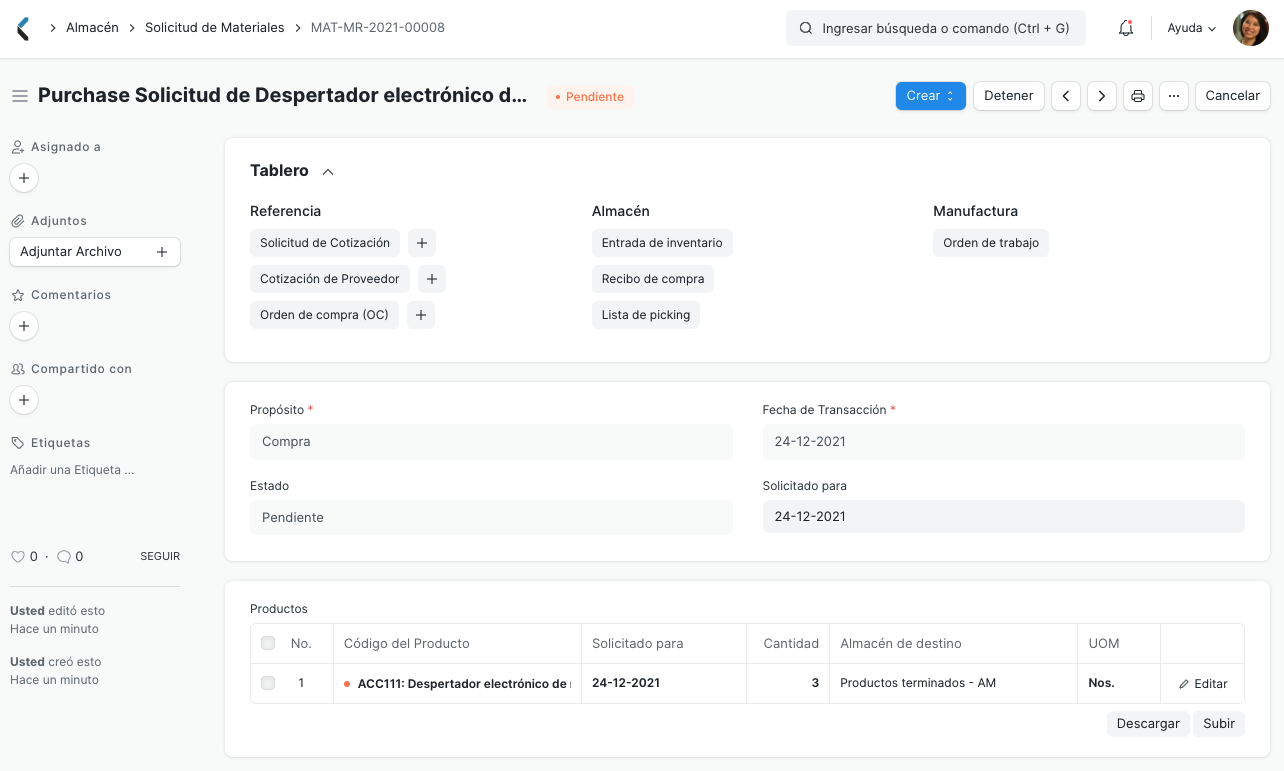 Almacén
Solicitud de Materiales
MAT-MR-2021-00008
Ingresar búsqueda o comando (Ctrl + G)
Ayuda
Purchase Solicitud de Despertador electrónico d...
Pendiente
Crear
Detener
Cancelar
Asignado a
Adjuntos
Adjuntar Archivo
Comentarios
Compartido con
Etiquetas
Añadir una Etiqueta ...
0 · 0
SEGUIR
Usted editó esto
Hace un minuto
Usted creó esto
Hace un minuto
Tablero
Referencia
Solicitud de Cotización
Cotización de Proveedor
Orden de compra (OC)
Almacén
Entrada de inventario
Recibo de compra
Lista de picking
Manufactura
Orden de trabajo
Propósito *
Compra
Fecha de Transacción *
24-12-2021
Estado
Pendiente
Solicitado para
24-12-2021
Productos
No. Código del Producto Solicitado para Cantidad Almacén de destino UOM
1 ACC111: Despertador electrónico de 24-12-2021 3 Productos terminados - AM Nos. Editar
Descargar Subir